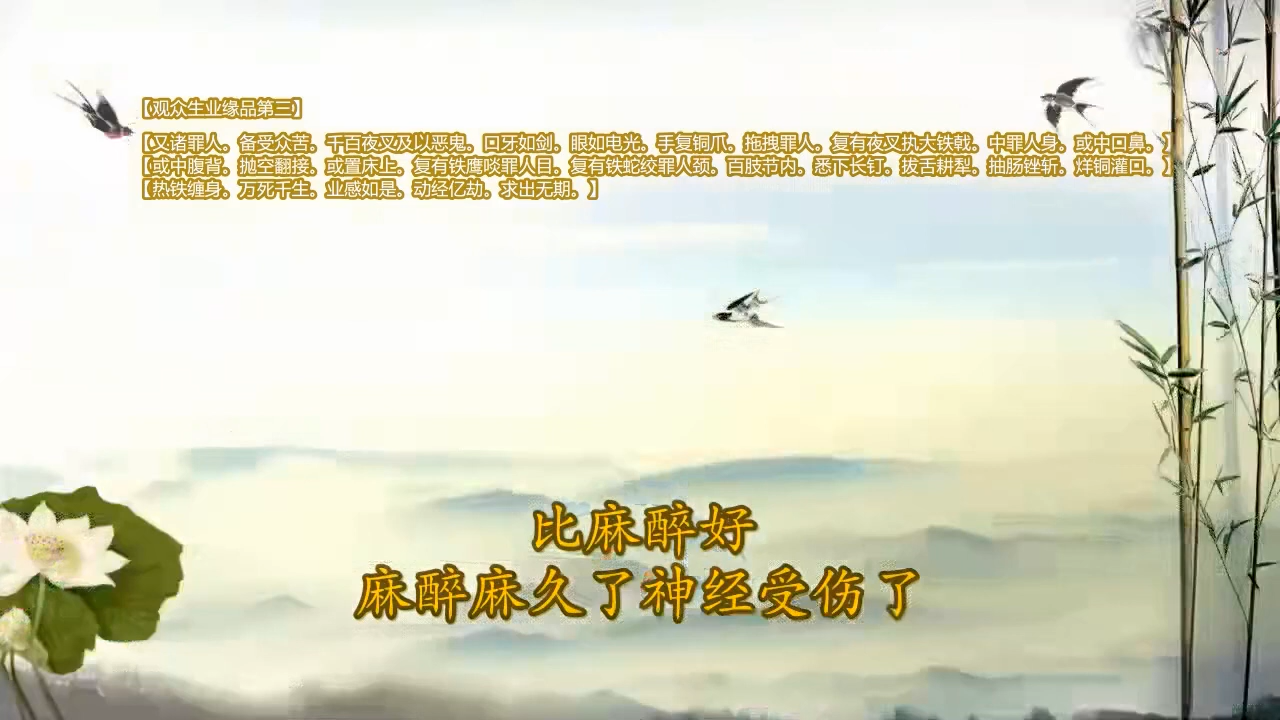 【观众生业缘品第三】
【又诸罪人。备受众苦。千百夜叉及以恶鬼。口牙如剑。眼如电光。手复铜爪。拖拽罪人。复有夜叉执大铁戟。中罪人身。或中口鼻。】
【或中腹背。抛空翻接。或置床上。复有铁鹰啖罪人目。复有铁蛇绞罪人颈。百肢节内。悉下长钉。拔舌耕犁。抽肠锉斩。烊铜灌口。】
【热铁缠身。万死千生。业感如是。动经亿劫。求出无期。】
比麻醉好
麻醉麻久了神经受伤了